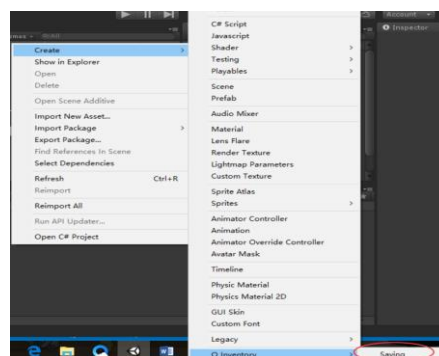 Account
Inspector
Create
Show in Explorer
Open
Delete
Open Scene Additive
Import New Asset...
Import Package
Export Package...
Find References In Scene
Select Dependencies
Refresh Ctrl+R
Reimport
Reimport All
Run API Updater...
Open C# Project
C# Script
Javascript
Shader
Testing
Playables
Scene
Prefab
Audio Mixer
Material
Lens Flare
Render Texture
Lightmap Parameters
Custom Texture
Sprite Atlas
Sprites
Animator Controller
Animation
Animator Override Controller
Avatar Mask
Timeline
Physic Material
Physics Material 2D
GUI Skin
Custom Font
Legacy
Q Inventory
Saving